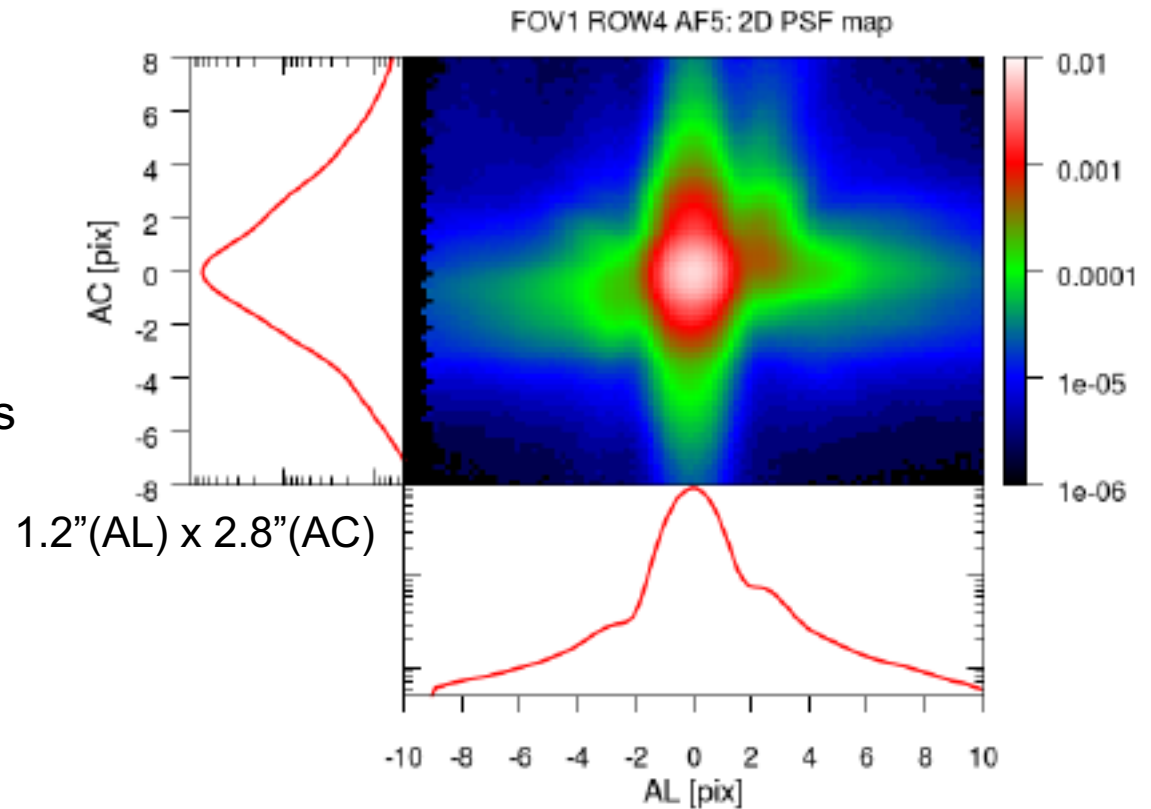 FOV1 ROW4 AF5: 2D PSF map
8
6
4
2
0
-2
-4
-6
-8
AC [pix]
0.01
0.001
0.0001
1e-05
1e-06
s
1.2”(AL) x 2.8”(AC)
-10 -8 -6 -4 -2 0 2 4 6 8 10
AL [pix]